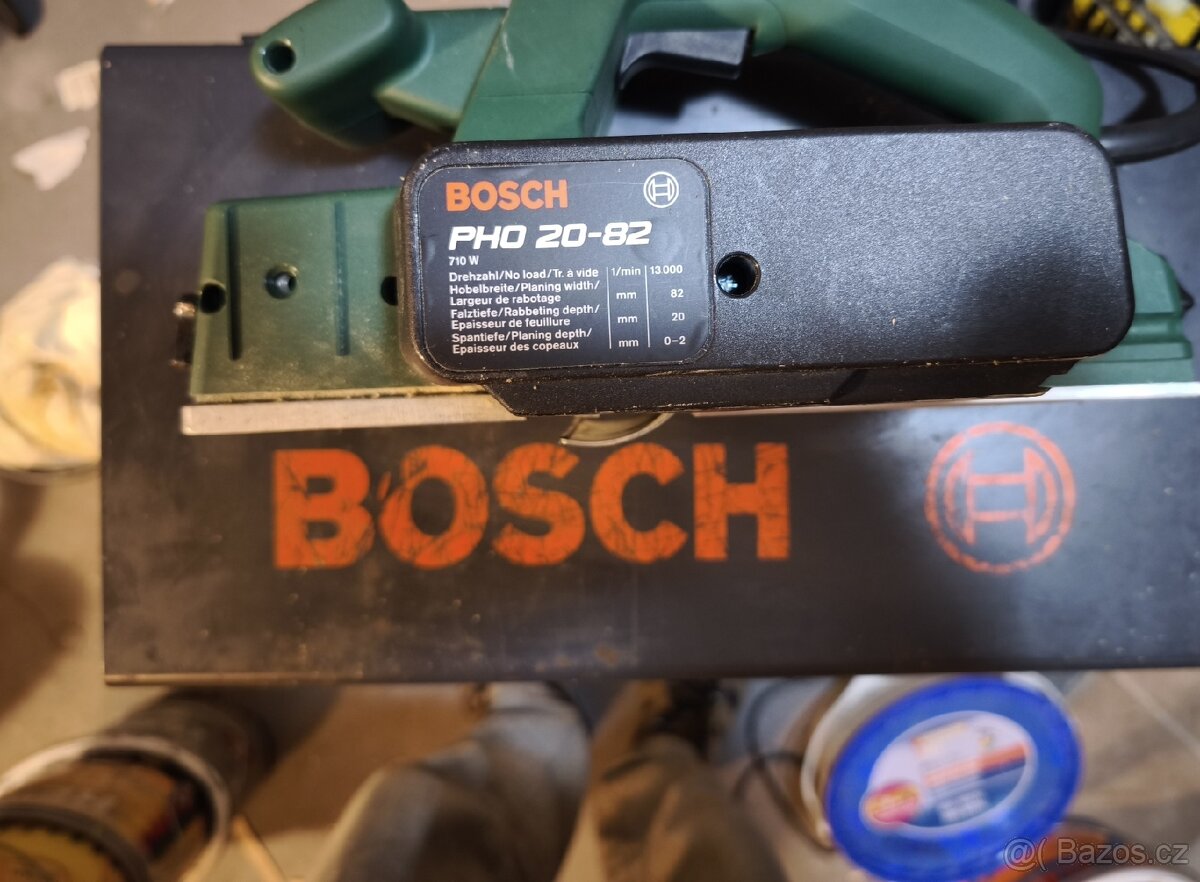 BOSCH
PHO 20-82
710 W
Drehzahl/No load/Tr. à vide 1/min 13 000
Hobelbreite/Planing width/
Largeur de rabotage mm 82
Falztiefe/Rabbeting depth/
Epaisseur de feuillure mm 20
Spantiefe/Planing depth/
Epaisseur des copeaux mm 0-2
BOSCH
@( Bazos.cz